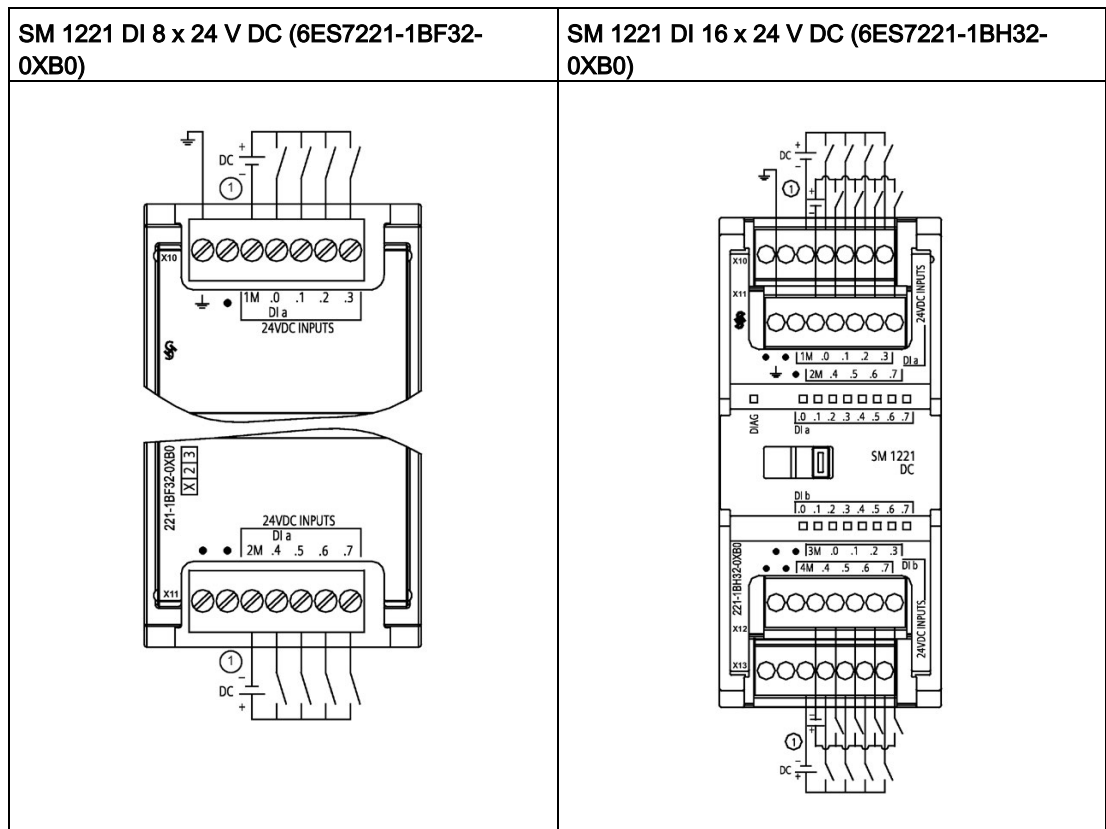 SM 1221 DI 8 x 24 V DC (6ES7221-1BF32-
0XB0)
SM 1221 DI 16 x 24 V DC (6ES7221-1BH32-
0XB0)
+
DC
−
1
X10
1M .0 .1 .2 .3
DI a
24VDC INPUTS
221-1BF32-0XB0
X 2 3
24VDC INPUTS
DI a
2M .4 .5 .6 .7
X11
1
−
DC
+
+
DC
−
1
+
−
X10
X11
24VDC INPUTS
1M .0 .1 .2 .3
DI a
2M .4 .5 .6 .7
DIAG
.0 .1 .2 .3 .4 .5 .6 .7
DI a
SM 1221
DC
DI b
.0 .1 .2 .3 .4 .5 .6 .7
3M .0 .1 .2 .3
DI b
4M .4 .5 .6 .7
221-1BH32-0XB0
24VDC INPUTS
X12
X13
−
+
1
−
DC
+